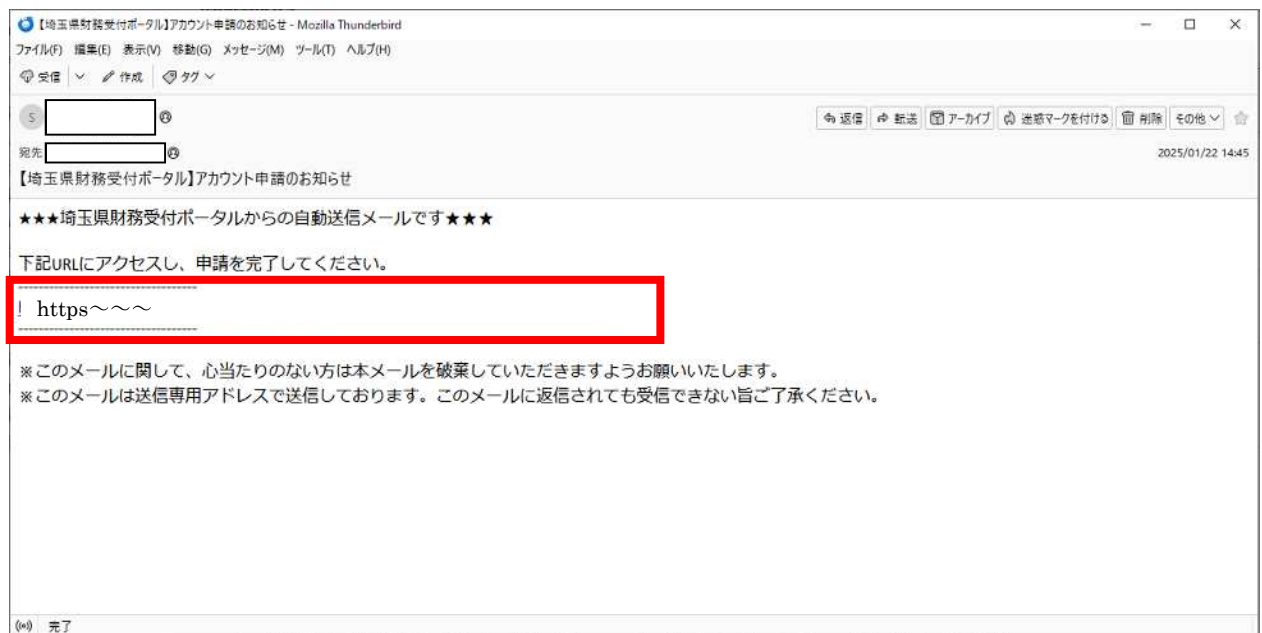 【埼玉県財務受付ポータル】アカウント申請のお知らせ - Mozilla Thunderbird
ファイル(F) 編集(E) 表示(V) 移動(G) メッセージ(M) ツール(T) ヘルプ(H)
受信 作成 タグ
S 返信 転送 アーカイブ 迷惑マークを付ける 削除 その他
宛先 2025/01/22 14:45
【埼玉県財務受付ポータル】アカウント申請のお知らせ
★★★埼玉県財務受付ポータルからの自動送信メールです★★★
下記URLにアクセスし、申請を完了してください。
----------------------------------
! https～～～
----------------------------------
※このメールに関して、心当たりのない方は本メールを破棄していただきますようお願いいたします。
※このメールは送信専用アドレスで送信しております。このメールに返信されても受信できない旨ご了承ください。
完了